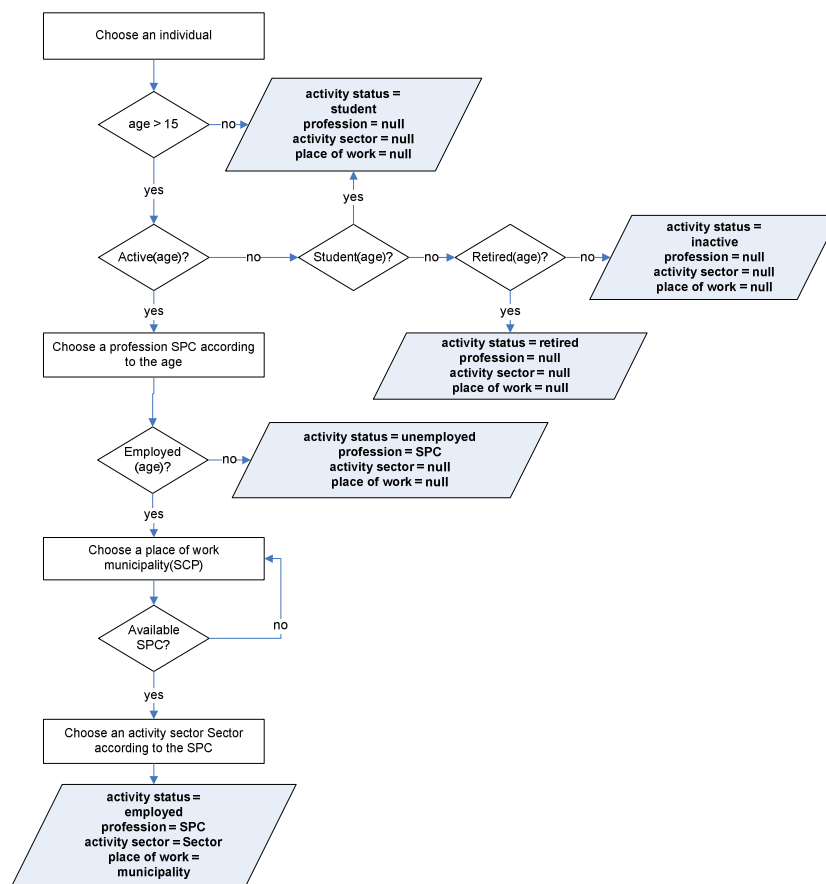 Choose an individual
age > 15
no
activity status =
student
profession = null
activity sector = null
place of work = null
yes
yes
Active(age)?
no
Student(age)?
no
Retired(age)?
no
activity status =
inactive
profession = null
activity sector = null
place of work = null
yes
yes
Choose a profession SPC according
to the age
activity status = retired
profession = null
activity sector = null
place of work = null
Employed
(age)?
no
activity status = unemployed
profession = SPC
activity sector = null
place of work = null
yes
Choose a place of work
municipality(SCP)
Available
SPC?
no
yes
Choose an activity sector Sector
according to the SPC
activity status =
employed
profession = SPC
activity sector = Sector
place of work =
municipality